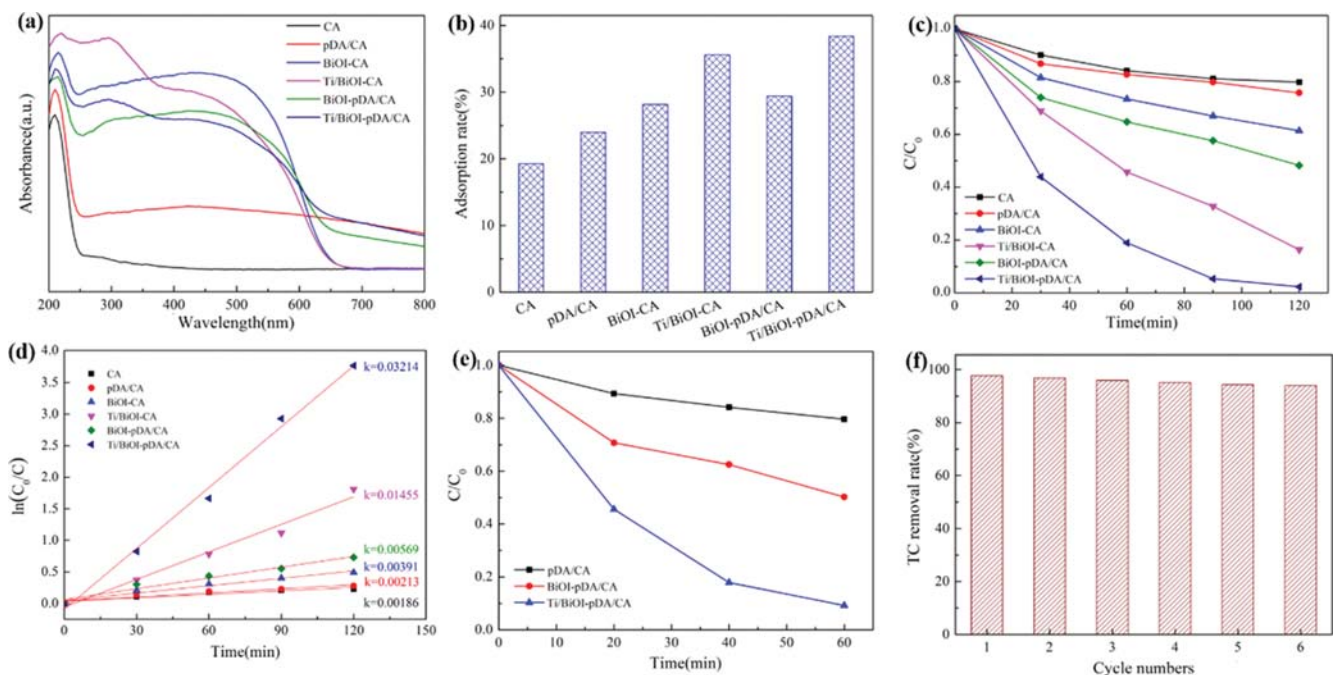 (a)
CA
pDA/CA
BiOI-CA
Ti/BiOI-CA
BiOI-pDA/CA
Ti/BiOI-pDA/CA
Absorbance(a.u.)
200 300 400 500 600 700 800
Wavelength(nm)
(b)
Adsorption rate(%)
40
30
20
10
0
CA
pDA/CA
BiOI-CA
Ti/BiOI-CA
BiOI-pDA/CA
Ti/BiOI-pDA/CA
(c)
C/C0
1.0
0.8
0.6
0.4
0.2
0.0
CA
pDA/CA
BiOI-CA
Ti/BiOI-CA
BiOI-pDA/CA
Ti/BiOI-pDA/CA
0 20 40 60 80 100 120
Time(min)
(d)
ln(C0/C)
4.0
3.5
3.0
2.5
2.0
1.5
1.0
0.5
0.0
CA
pDA/CA
BiOI-CA
Ti/BiOI-CA
BiOI-pDA/CA
Ti/BiOI-pDA/CA
k=0.03214
k=0.01455
k=0.00569
k=0.00391
k=0.00213
k=0.00186
0 30 60 90 120 150
Time(min)
(e)
C/C0
1.0
0.8
0.6
0.4
0.2
0.0
pDA/CA
BiOI-pDA/CA
Ti/BiOI-pDA/CA
0 10 20 30 40 50 60
Time(min)
(f)
TC removal rate(%)
100
80
60
40
20
0
1 2 3 4 5 6
Cycle numbers